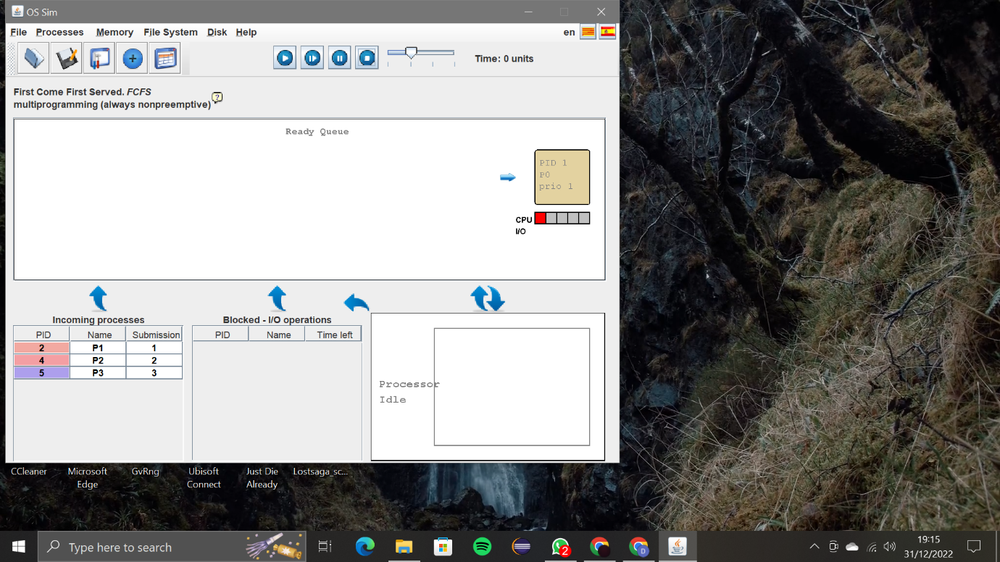 OS Sim
File Processes Memory File System Disk Help
en
Time: 0 units
First Come First Served. FCFS
multiprogramming (always nonpreemptive)
?
Ready Queue
PID 1
P0
prio 1
CPU
I/O
Incoming processes
PID Name Submission
2 P1 1
4 P2 2
5 P3 3
Blocked - I/O operations
PID Name Time left
Processor
Idle
CCleaner
Microsoft
Edge
GvRng
Ubisoft
Connect
Just Die
Already
Lostsaga_sc...
Type here to search
2
D
19:15
31/12/2022